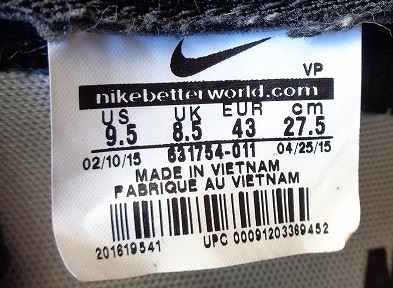 VP
nikebetterworld.com
US UK EUR cm
9.5 8.5 43 27.5
02/10/15 631754-011 04/25/15
MADE IN VIETNAM
FABRIQUE AU VIETNAM
201619541 UPC 00091203369452